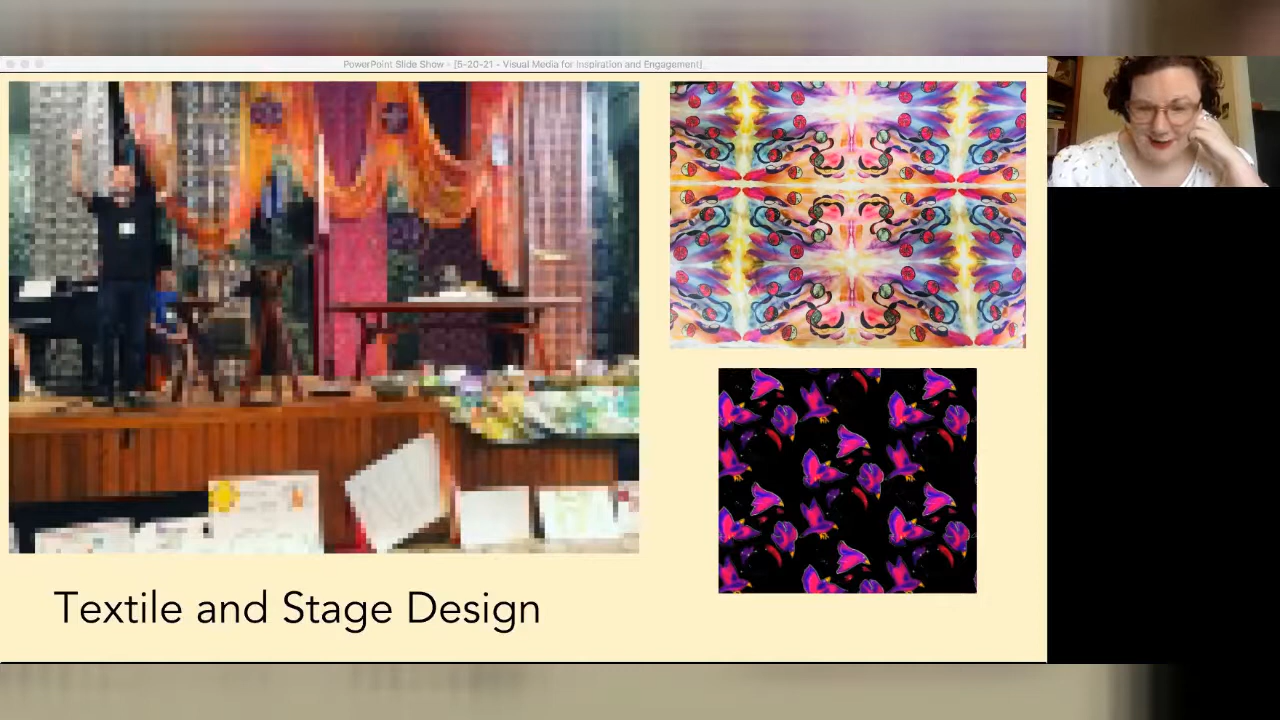 PowerPoint Slide Show - [5-20-21 - Visual Media for Inspiration and Engagement]
Textile and Stage Design